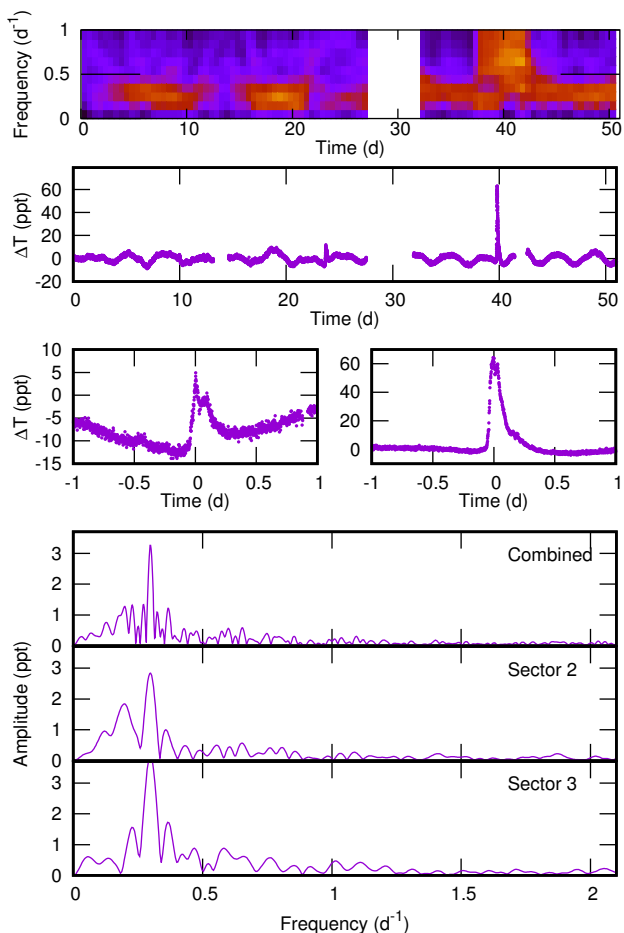 Frequency (d⁻¹)
1
0.5
0
0 10 20 30 40 50
Time (d)
ΔT (ppt)
60
40
20
0
-20
0 10 20 30 40 50
Time (d)
ΔT (ppt)
10
5
0
-5
-10
-15
-1 -0.5 0 0.5 1
Time (d)
60
40
20
0
-1 -0.5 0 0.5 1
Time (d)
Amplitude (ppt)
Combined
3
2
1
0
Sector 2
3
2
1
0
Sector 3
3
2
1
0
0 0.5 1 1.5 2
Frequency (d⁻¹)